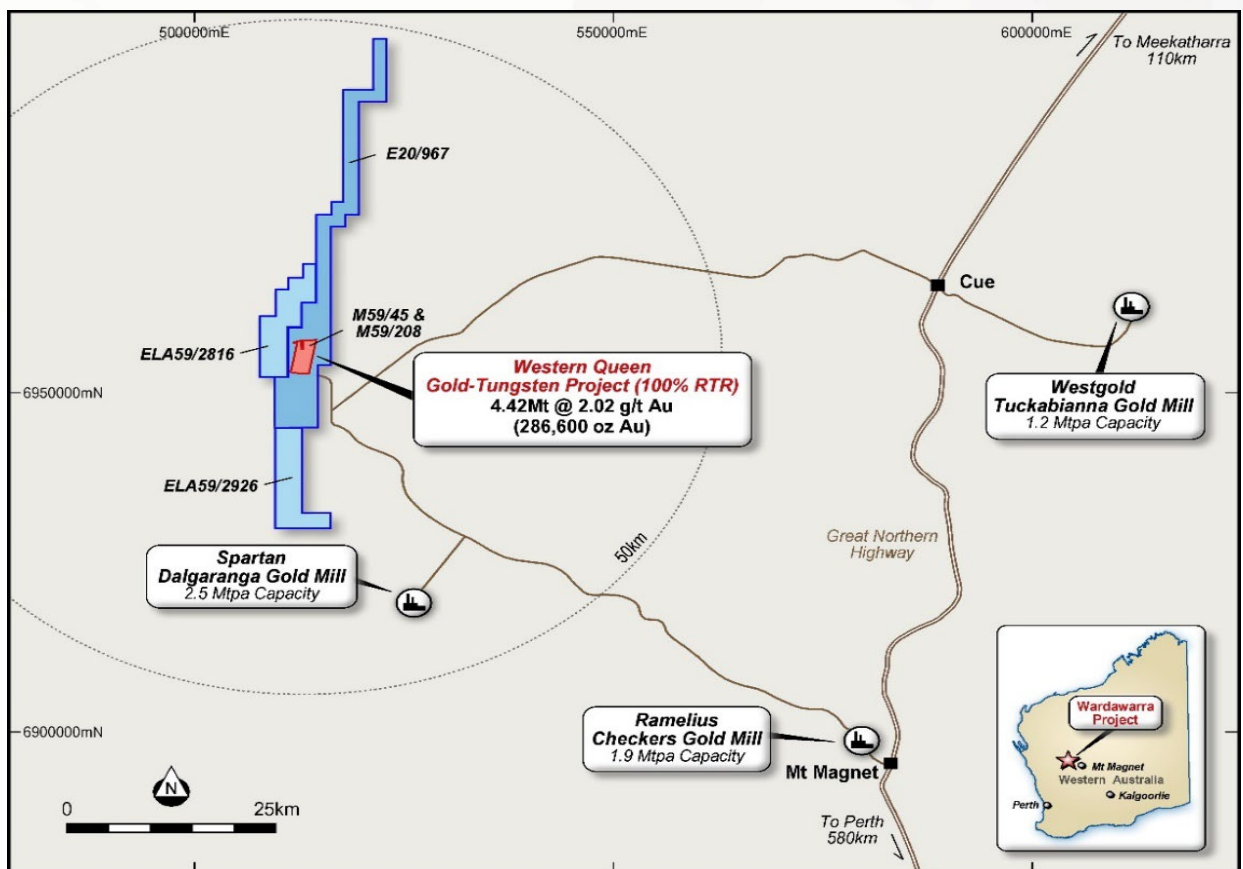 500000mE
550000mE
600000mE
To Meekatharra
110km
E20/967
M59/45 &
M59/208
ELA59/2816
Cue
6950000mN
Western Queen
Gold-Tungsten Project (100% RTR)
4.42Mt @ 2.02 g/t Au
(286,600 oz Au)
Westgold
Tuckabianna Gold Mill
1.2 Mtpa Capacity
ELA59/2926
Great Northern
Highway
50km
Spartan
Dalgaranga Gold Mill
2.5 Mtpa Capacity
Ramelius
Checkers Gold Mill
1.9 Mtpa Capacity
6900000mN
Mt Magnet
To Perth
580km
N
0
25km
Wardawarra
Project
Mt Magnet
Western Australia
Kalgoorlie
Perth